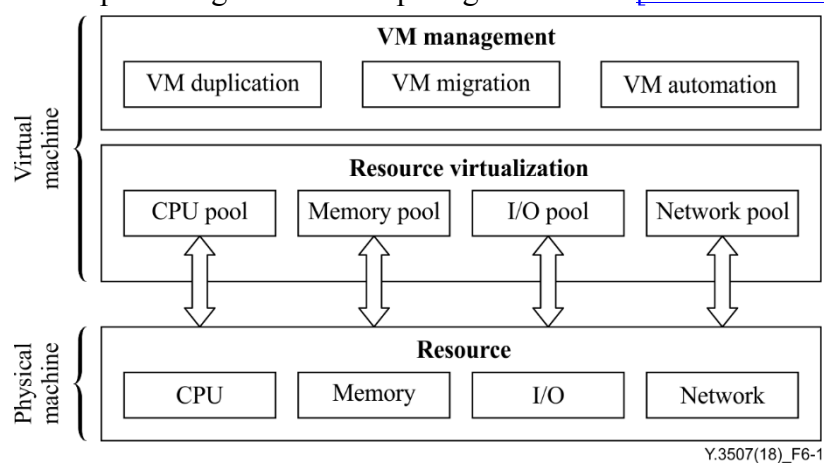 VM management
VM duplication VM migration VM automation
Virtual machine
Resource virtualization
CPU pool Memory pool I/O pool Network pool
Resource
Physical machine
CPU Memory I/O Network
Y.3507(18)_F6-1